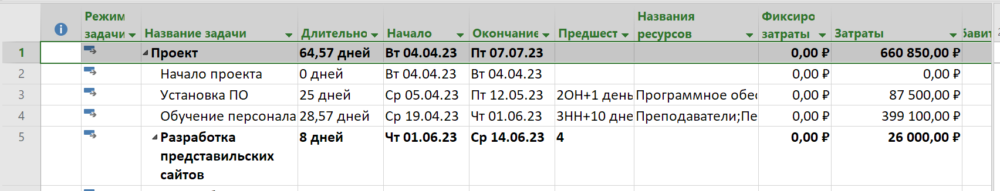 Режим задачи Название задачи Длительно Начало Окончание Предшест Названия ресурсов Фиксиро затраты Затраты бавит
1 Проект 64,57 дней Вт 04.04.23 Пт 07.07.23 0,00 ₽ 660 850,00 ₽
2 Начало проекта 0 дней Вт 04.04.23 Вт 04.04.23 0,00 ₽ 0,00 ₽
3 Установка ПО 25 дней Ср 05.04.23 Пт 12.05.23 2ОН+1 день Программное обес 0,00 ₽ 87 500,00 ₽
4 Обучение персонала 28,57 дней Ср 19.04.23 Чт 01.06.23 3НН+10 дне Преподаватели;Пе 0,00 ₽ 399 100,00 ₽
5 Разработка 8 дней Чт 01.06.23 Ср 14.06.23 4 0,00 ₽ 26 000,00 ₽
представильских
сайтов